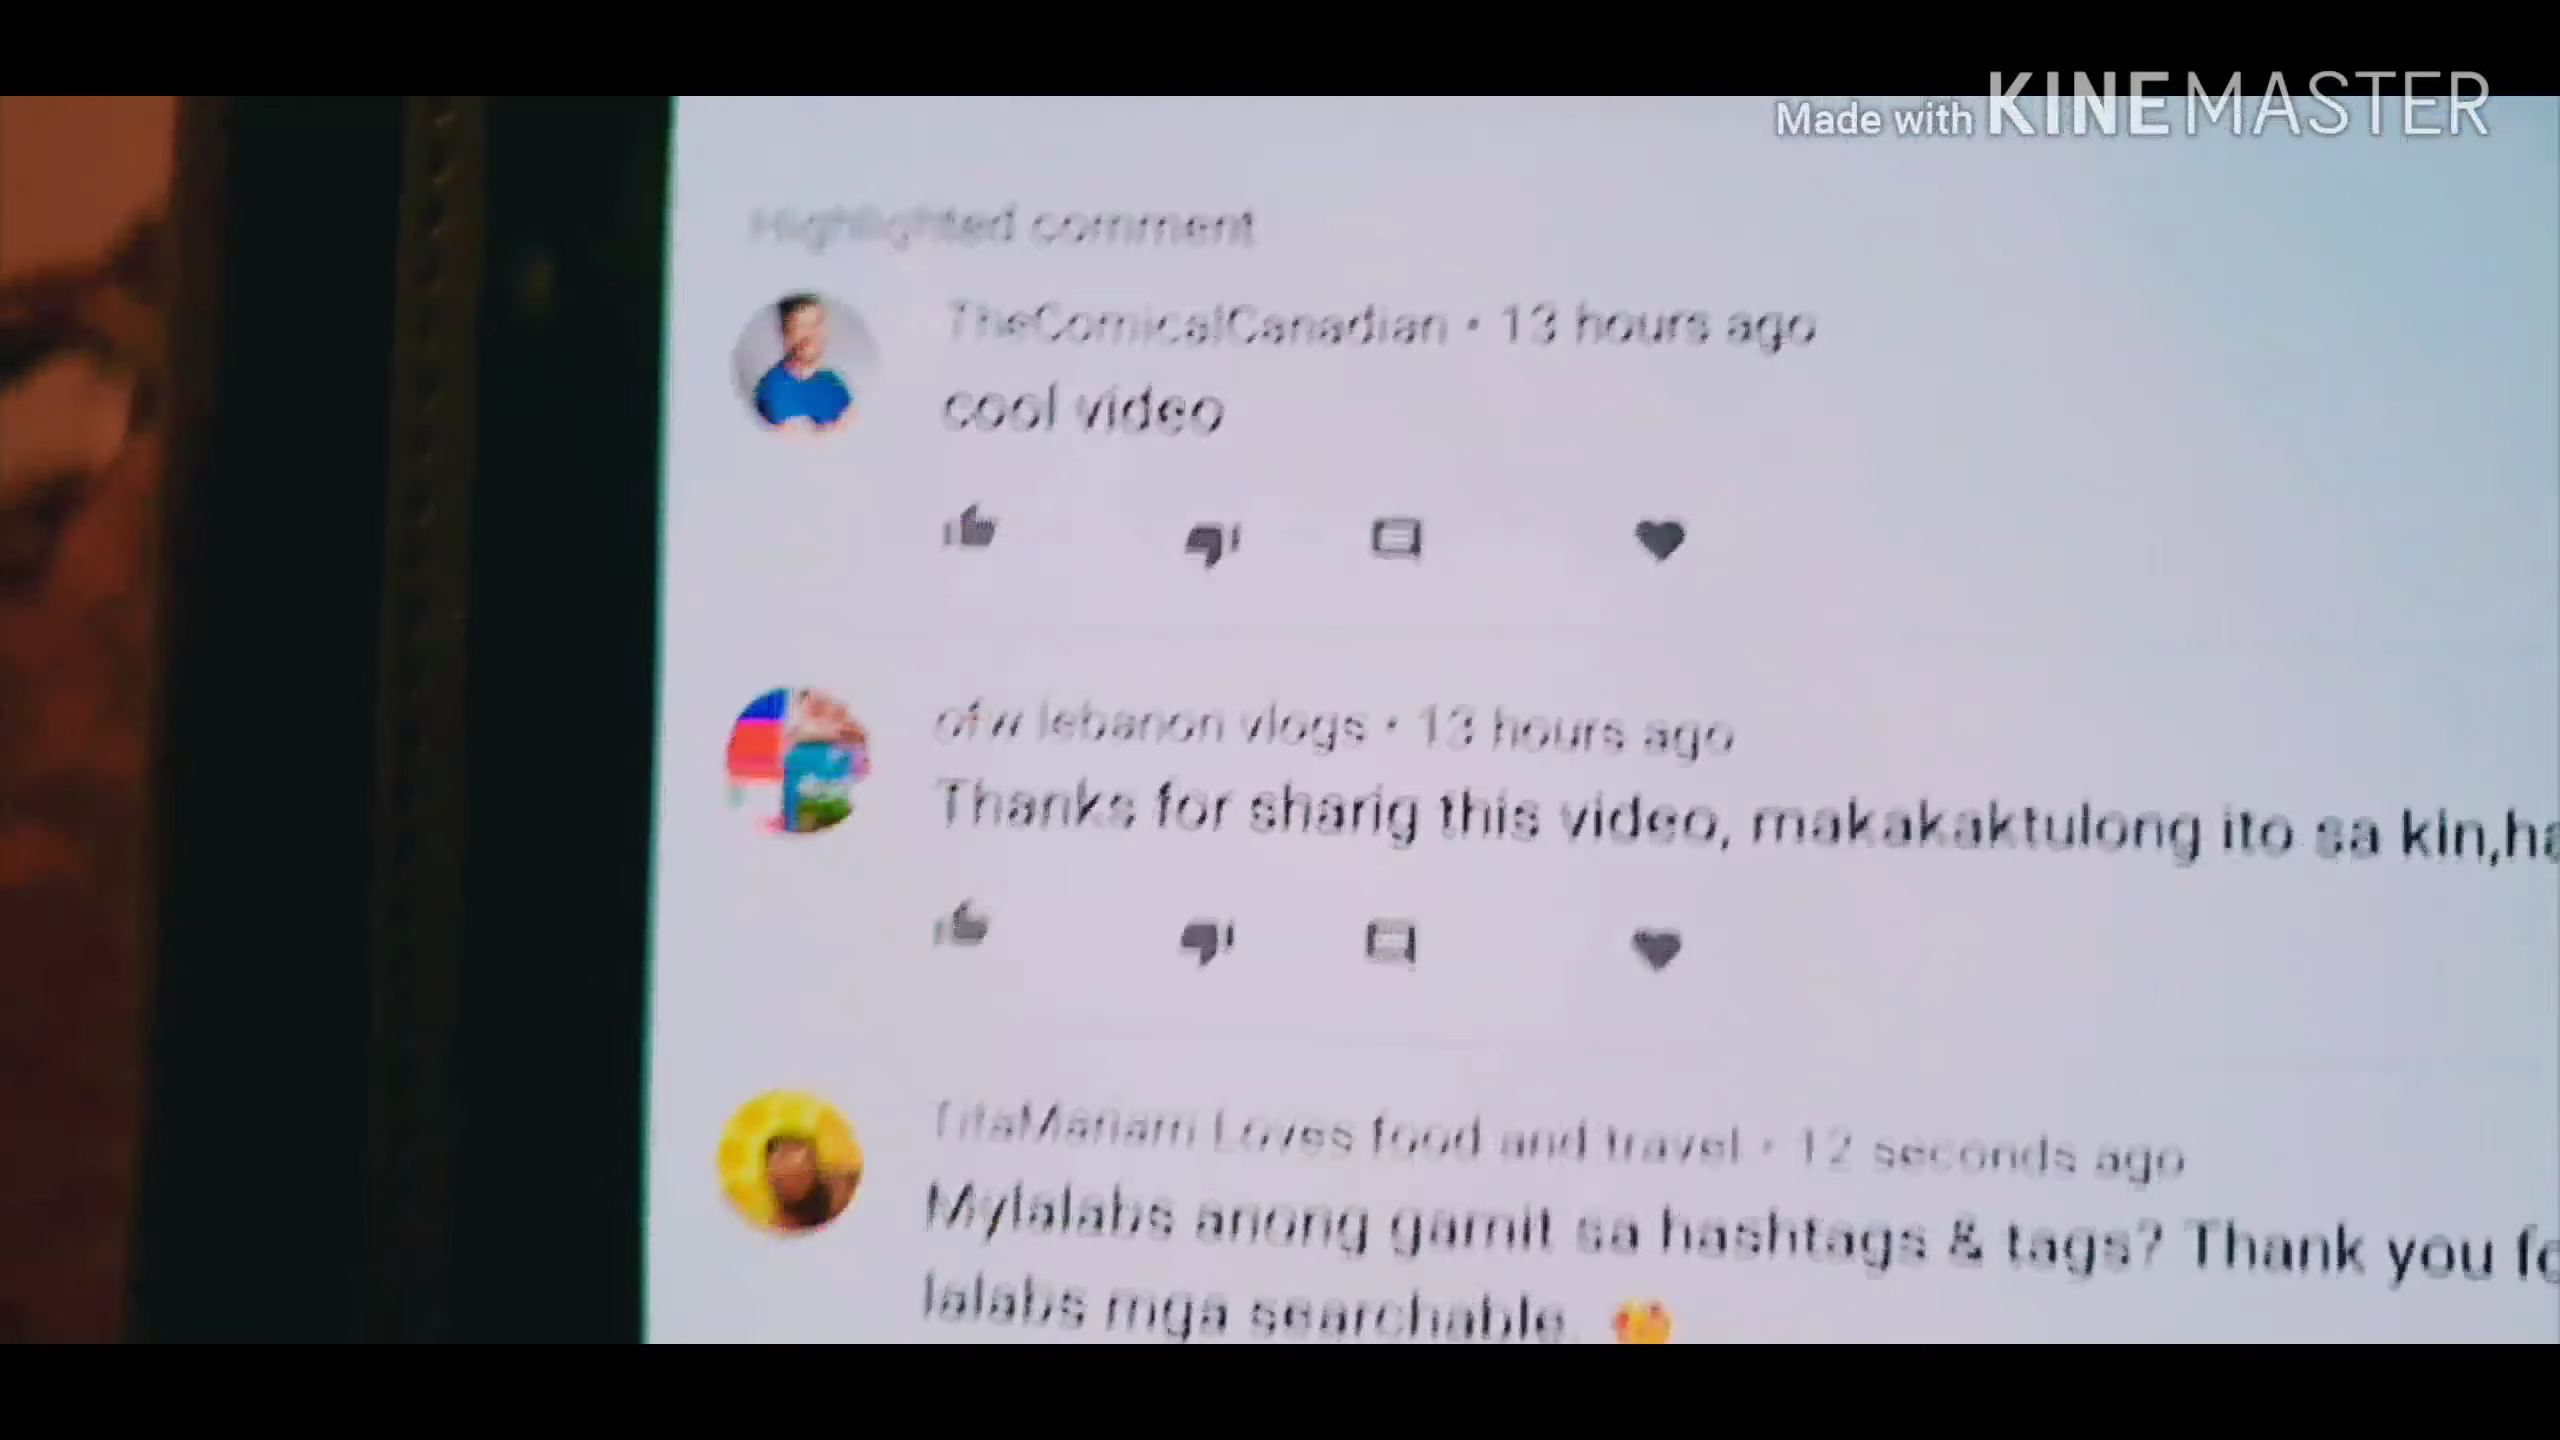 Made with KINEMASTER
Highlighted comment
TheComicalCanadian • 13 hours ago
cool video
ofw lebanon vlogs • 13 hours ago
Thanks for sharig this video, makakaktulong ito sa kin,ha
TitaMariam Loves food and travel • 12 seconds ago
Mylalabs anong gamit sa hashtags & tags? Thank you fo
lalabs mga searchable.